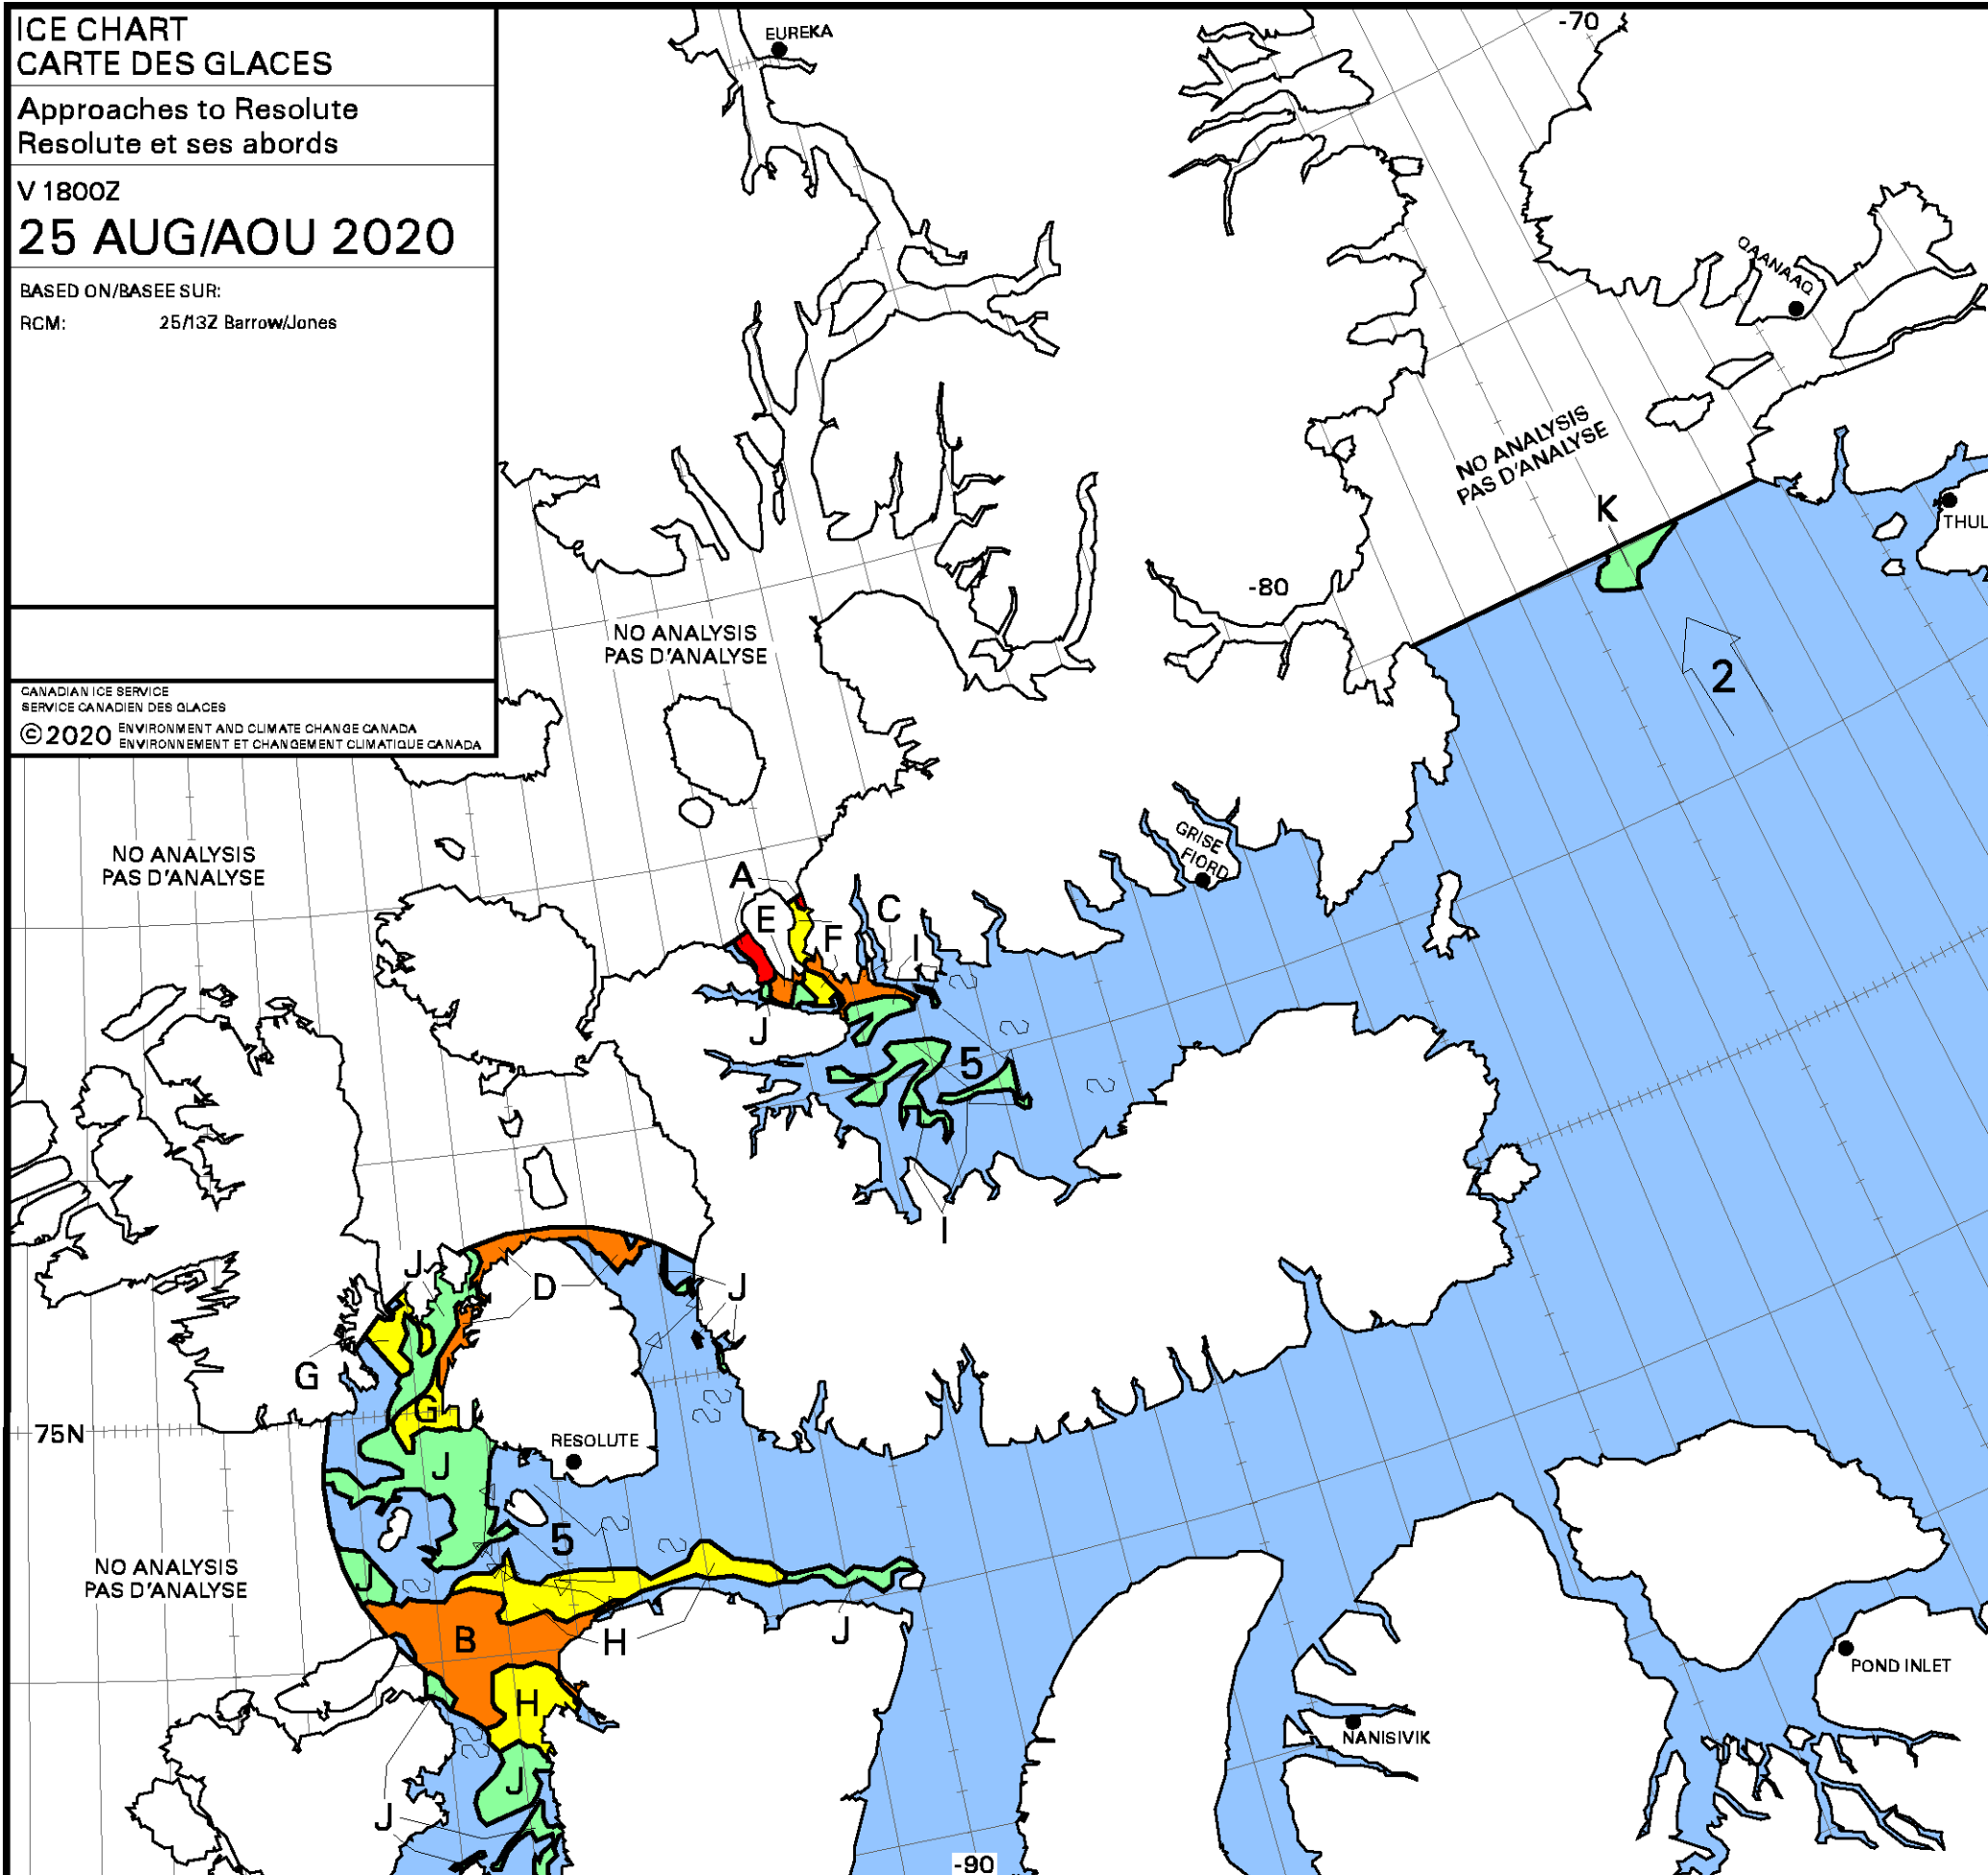 ICE CHART
CARTE DES GLACES
Approaches to Resolute
Resolute et ses abords
V 1800Z
25 AUG/AOU 2020
BASED ON/BASEE SUR:
RCM: 25/13Z Barrow/Jones
CANADIAN ICE SERVICE
SERVICE CANADIEN DES GLACES
©2020 ENVIRONMENT AND CLIMATE CHANGE CANADA
ENVIRONNEMENT ET CHANGEMENT CLIMATIQUE CANADA
EUREKA
-70
QAANAAQ
NO ANALYSIS
PAS D'ANALYSE
K
THUL
-80
2
NO ANALYSIS
PAS D'ANALYSE
NO ANALYSIS
PAS D'ANALYSE
GRISE
FIORD
A
E
C
F
I
J
5
I
J
D
J
G
G
75N
J
RESOLUTE
5
NO ANALYSIS
PAS D'ANALYSE
J
B
H
J
H
J
J
POND INLET
NANISIVIK
-90